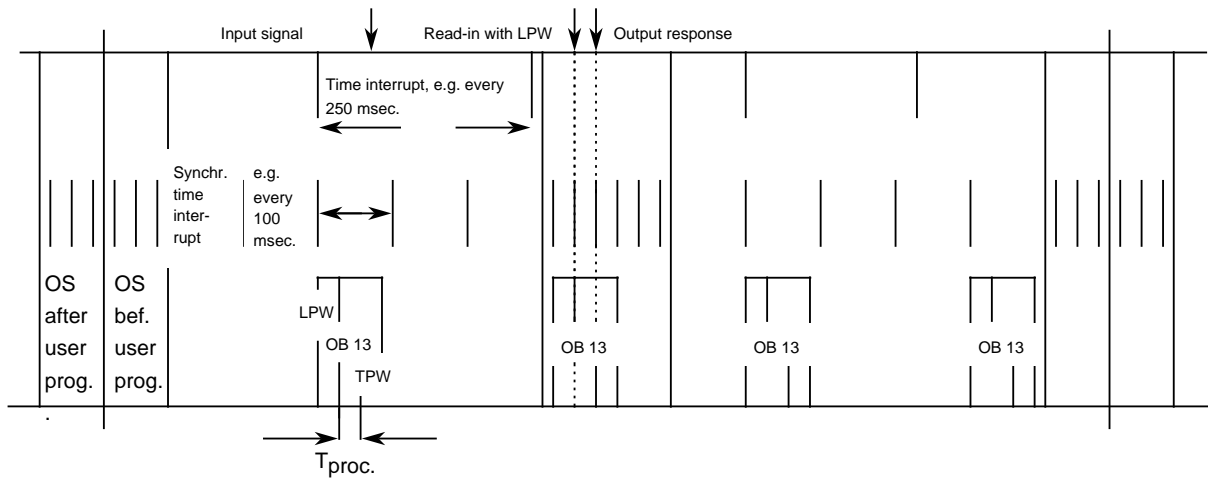 Input signal
Read-in with LPW
Output response
Time interrupt, e.g. every
250 msec.
Synchr.
time
inter-
rupt
e.g.
every
100
msec.
OS
after
user
prog.
.
OS
bef.
user
prog.
LPW
OB 13
TPW
OB 13
OB 13
OB 13
Tproc.